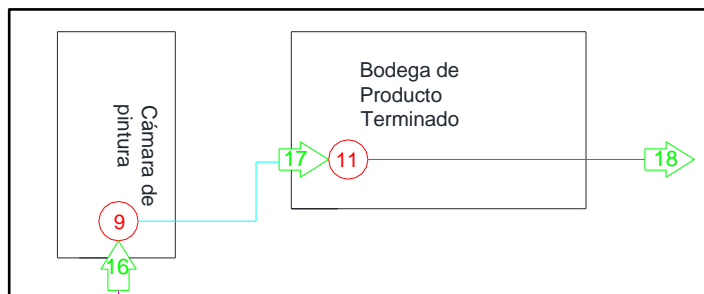 Cámara de
pintura
9
16
Bodega de
Producto
Terminado
17
11
18